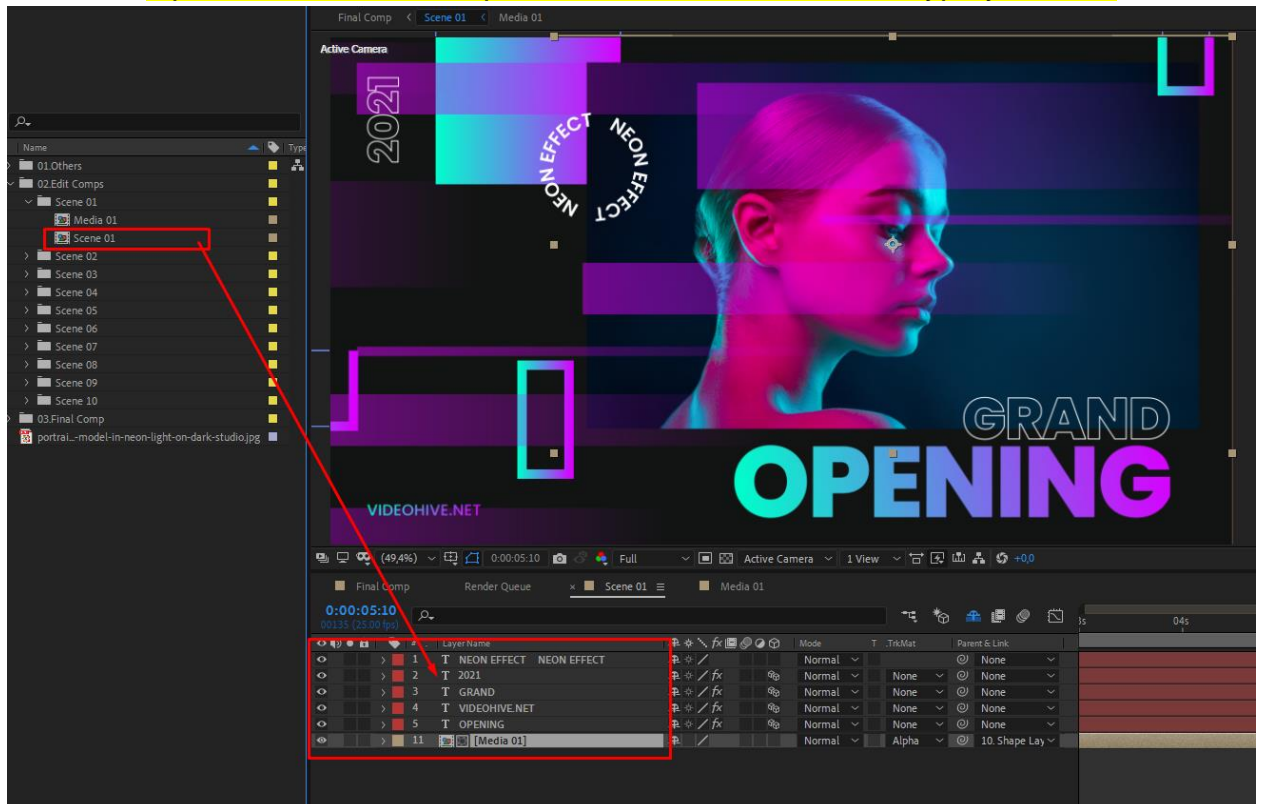 Final Comp < Scene 01 < Media 01
Active Camera
2021
NEON EFFECT NEON EFFECT
GRAND
OPENING
VIDEOHIVE.NET
Name Type
01.Others
02.Edit Comps
Scene 01
Media 01
Scene 01
Scene 02
Scene 03
Scene 04
Scene 05
Scene 06
Scene 07
Scene 08
Scene 09
Scene 10
03.Final Comp
portrai...-model-in-neon-light-on-dark-studio.jpg
(49,4%) 0:00:05:10 Full Active Camera 1 View +0,0
Final Comp Render Queue × Scene 01 Media 01
0:00:05:10
00135 (25.00 fps)
04s
# Layer Name Mode T .TrkMat Parent & Link
1 T NEON EFFECT NEON EFFECT Normal None
2 T 2021 fx Normal None None
3 T GRAND fx Normal None None
4 T VIDEOHIVE.NET fx Normal None None
5 T OPENING fx Normal None None
11 [Media 01] Normal Alpha 10. Shape Lay